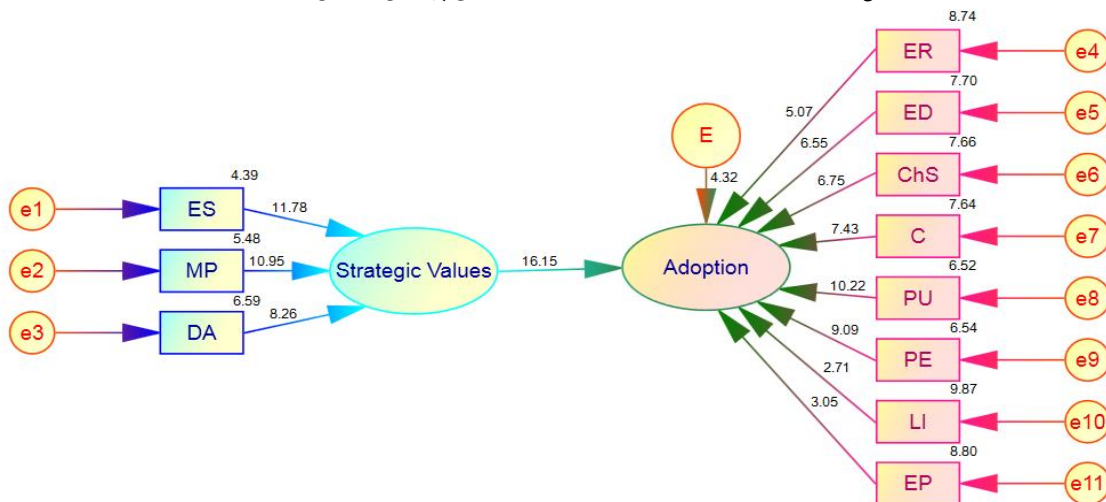 8.74
ER
e4
5.07
7.70
ED
e5
6.55
7.66
E
ChS
e6
4.32
6.75
7.64
4.39
e1
ES
11.78
C
e7
7.43
5.48
6.52
e2
MP
10.95
Strategic Values
16.15
Adoption
10.22
PU
e8
6.59
6.54
e3
DA
8.26
9.09
PE
e9
2.71
9.87
LI
e10
3.05
8.80
EP
e11